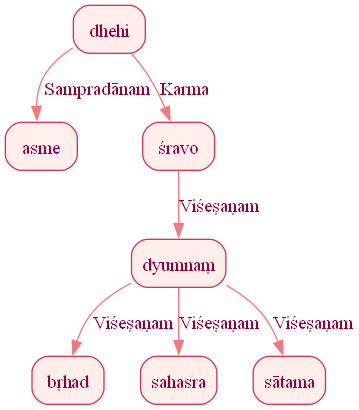 dhehi
Sampradānam Karma
asme śravo
Viśeṣaṇam
dyumnaṃ
Viśeṣaṇam Viśeṣaṇam Viśeṣaṇam
bṛhad sahasra sātama